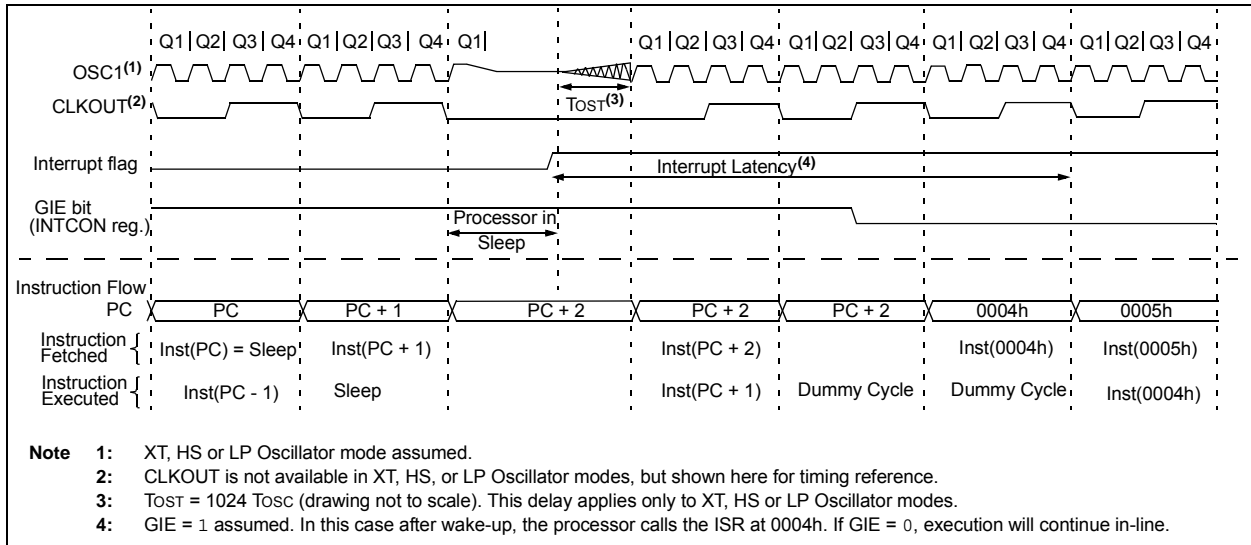 Q1 Q2 Q3 Q4 Q1 Q2 Q3 Q4 Q1 Q1 Q2 Q3 Q4 Q1 Q2 Q3 Q4 Q1 Q2 Q3 Q4 Q1 Q2 Q3 Q4
OSC1(1)
TOST(3)
CLKOUT(2)
Interrupt flag
Interrupt Latency(4)
GIE bit
(INTCON reg.)
Processor in
Sleep
Instruction Flow
PC PC PC + 1 PC + 2 PC + 2 PC + 2 0004h 0005h
Instruction
Fetched { Inst(PC) = Sleep Inst(PC + 1) Inst(PC + 2) Inst(0004h) Inst(0005h)
Instruction
Executed { Inst(PC - 1) Sleep Inst(PC + 1) Dummy Cycle Dummy Cycle Inst(0004h)
Note 1: XT, HS or LP Oscillator mode assumed.
2: CLKOUT is not available in XT, HS, or LP Oscillator modes, but shown here for timing reference.
3: TOST = 1024 TOSC (drawing not to scale). This delay applies only to XT, HS or LP Oscillator modes.
4: GIE = 1 assumed. In this case after wake-up, the processor calls the ISR at 0004h. If GIE = 0, execution will continue in-line.